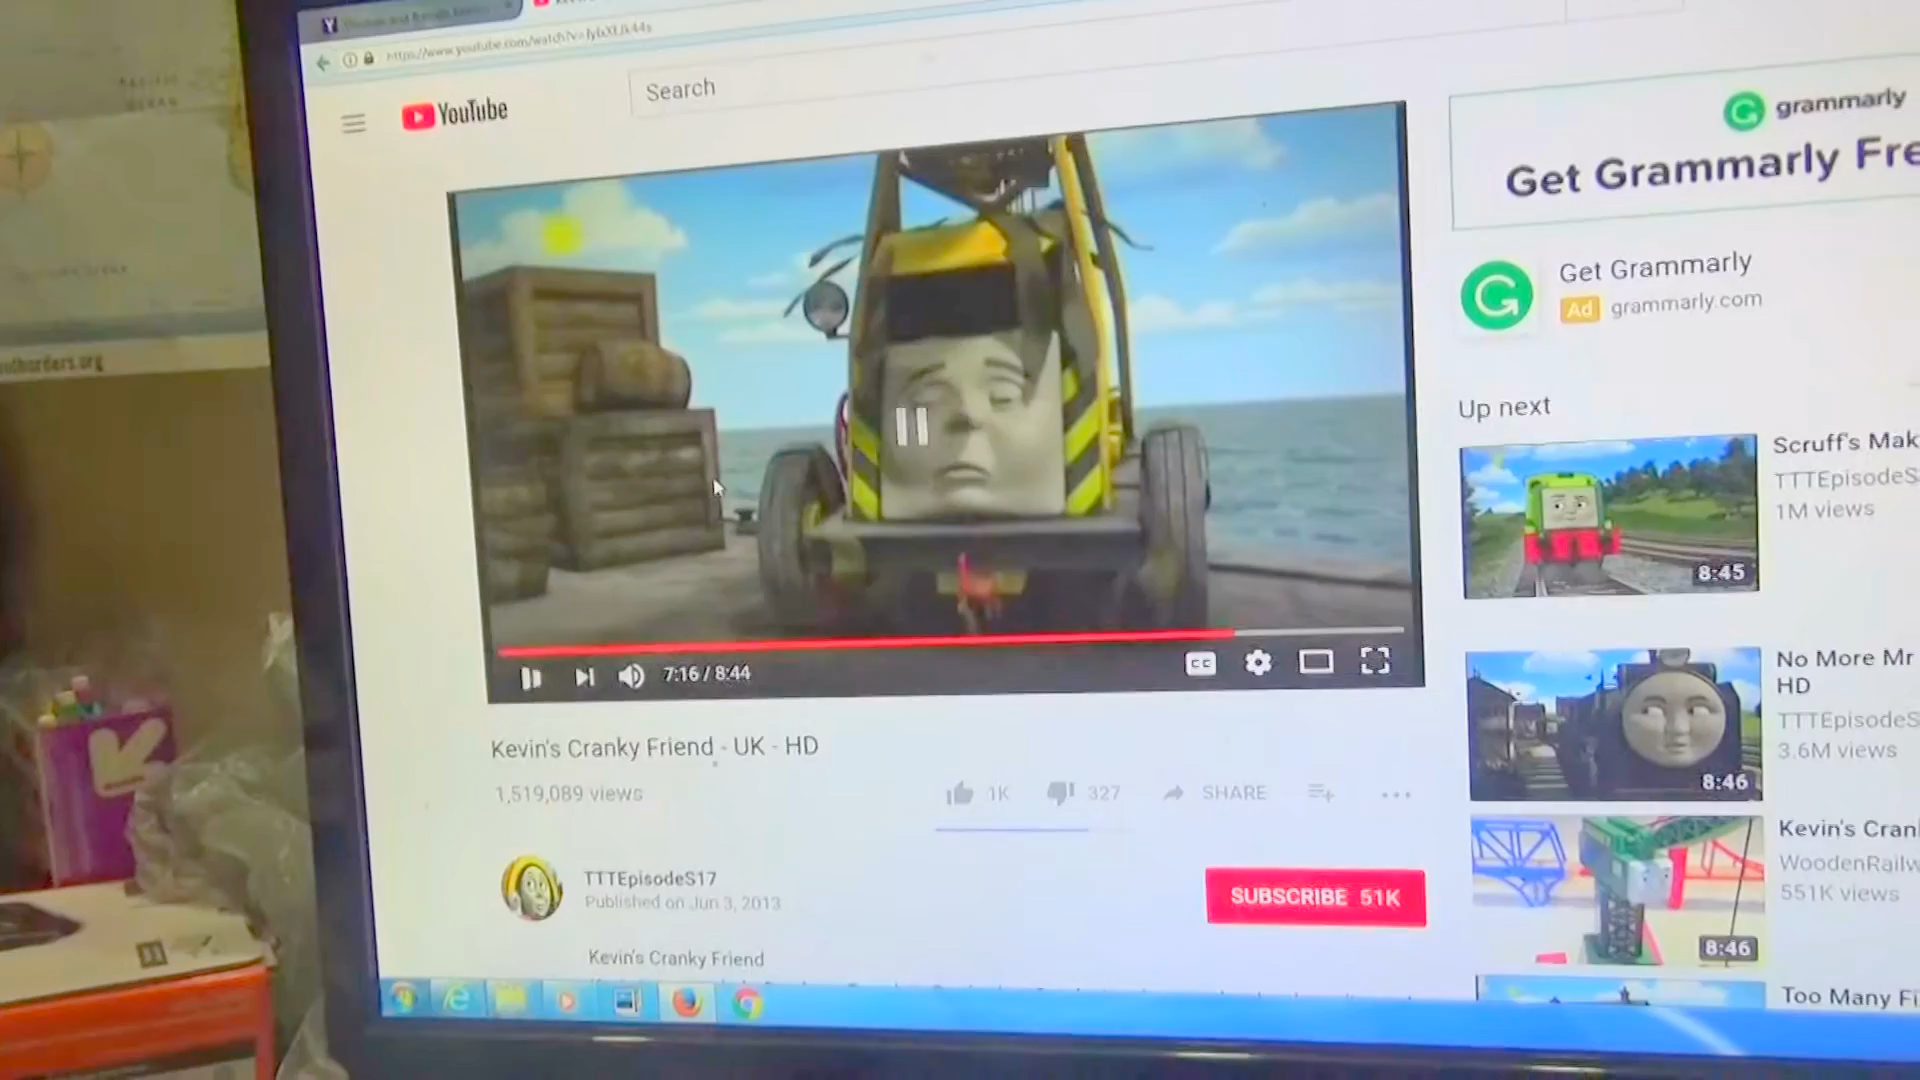 YouTube
Search
grammarly
Get Grammarly Fre
Get Grammarly
Ad grammarly.com
Up next
Scruff's Mak
TTTEpisodeS
1M views
8:45
No More Mr
HD
TTTEpisodeS
3.6M views
8:46
Kevin's Cran
WoodenRailw
551K views
8:46
Too Many Fi
CC
7:16 / 8:44
Kevin's Cranky Friend - UK - HD
1,519,089 views
1K
327
SHARE
TTTEpisodeS17
Published on Jun 3, 2013
SUBSCRIBE 51K
Kevin's Cranky Friend